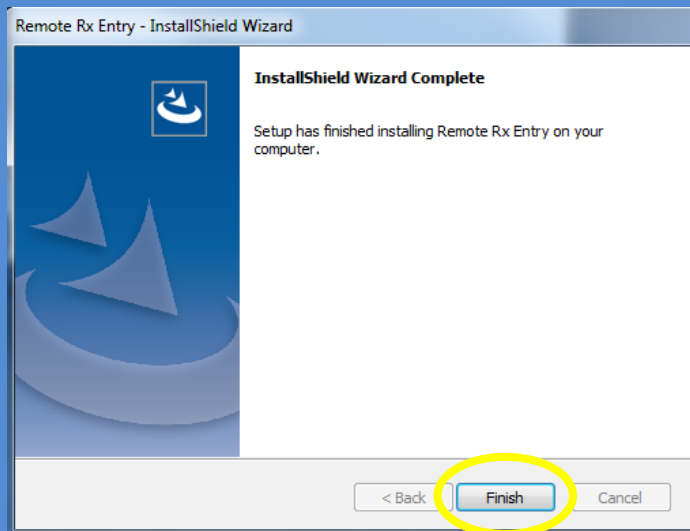 Remote Rx Entry - InstallShield Wizard
InstallShield Wizard Complete
Setup has finished installing Remote Rx Entry on your
computer.
< Back
Finish
Cancel